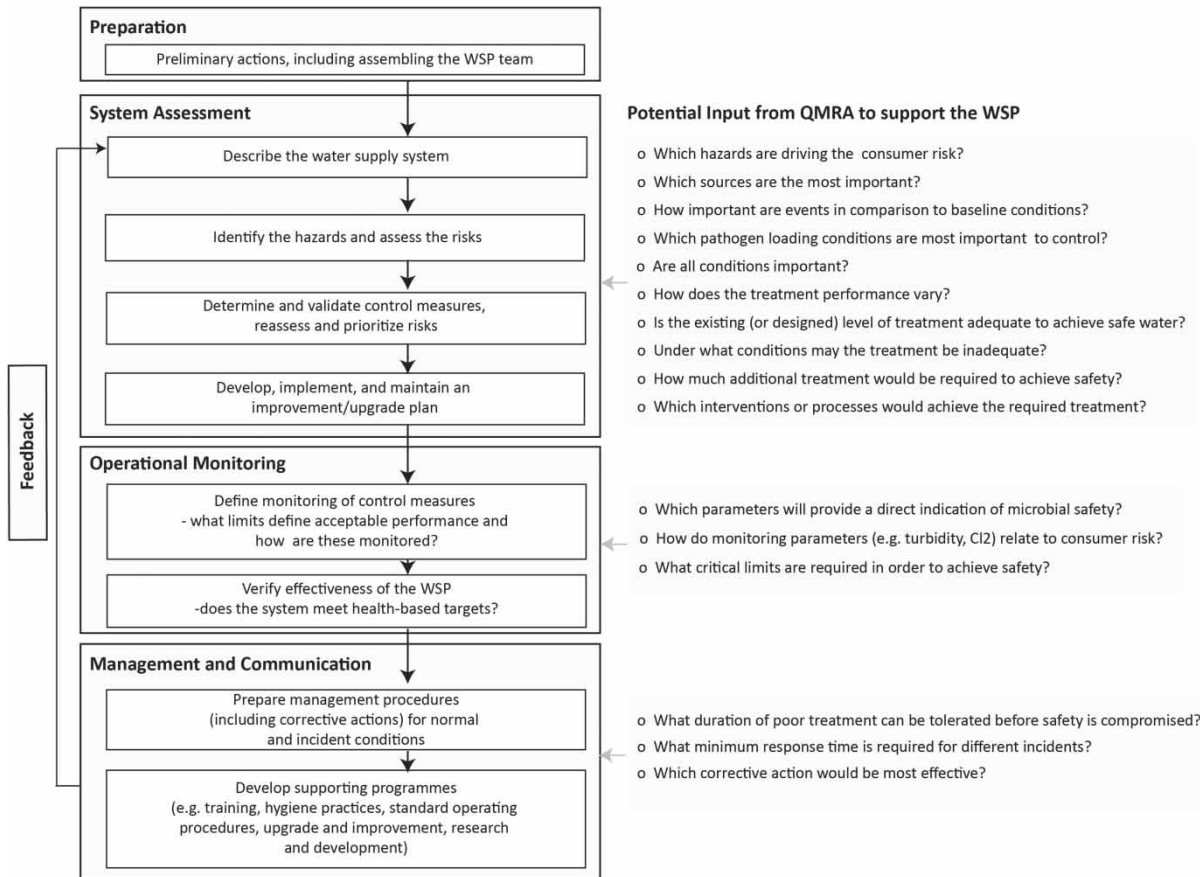 Preparation
Preliminary actions, including assembling the WSP team
System Assessment
Describe the water supply system
Identify the hazards and assess the risks
Determine and validate control measures,
reassess and prioritize risks
Develop, implement, and maintain an
improvement/upgrade plan
Potential Input from QMRA to support the WSP
o Which hazards are driving the consumer risk?
o Which sources are the most important?
o How important are events in comparison to baseline conditions?
o Which pathogen loading conditions are most important to control?
o Are all conditions important?
o How does the treatment performance vary?
o Is the existing (or designed) level of treatment adequate to achieve safe water?
o Under what conditions may the treatment be inadequate?
o How much additional treatment would be required to achieve safety?
o Which interventions or processes would achieve the required treatment?
Feedback
Operational Monitoring
Define monitoring of control measures
- what limits define acceptable performance and
how are these monitored?
Verify effectiveness of the WSP
-does the system meet health-based targets?
o Which parameters will provide a direct indication of microbial safety?
o How do monitoring parameters (e.g. turbidity, Cl2) relate to consumer risk?
o What critical limits are required in order to achieve safety?
Management and Communication
Prepare management procedures
(including corrective actions) for normal
and incident conditions
Develop supporting programmes
(e.g. training, hygiene practices, standard operating
procedures, upgrade and improvement, research
and development)
o What duration of poor treatment can be tolerated before safety is compromised?
o What minimum response time is required for different incidents?
o Which corrective action would be most effective?